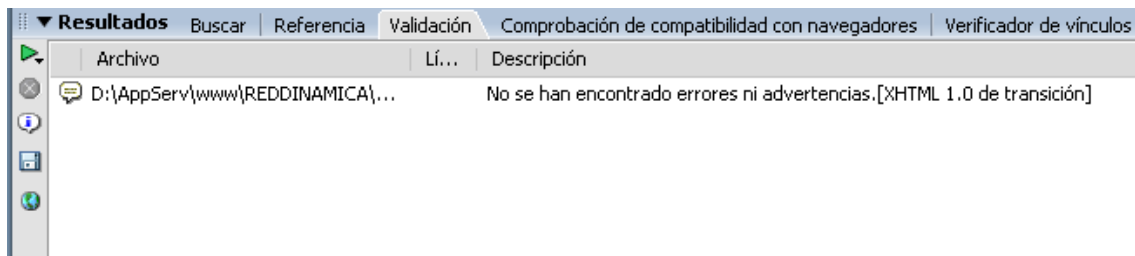 Resultados Buscar Referencia Validación Comprobación de compatibilidad con navegadores Verificador de vínculos
Archivo Lí... Descripción
D:\AppServ\www\REDDINAMICA\... No se han encontrado errores ni advertencias.[XHTML 1.0 de transición]